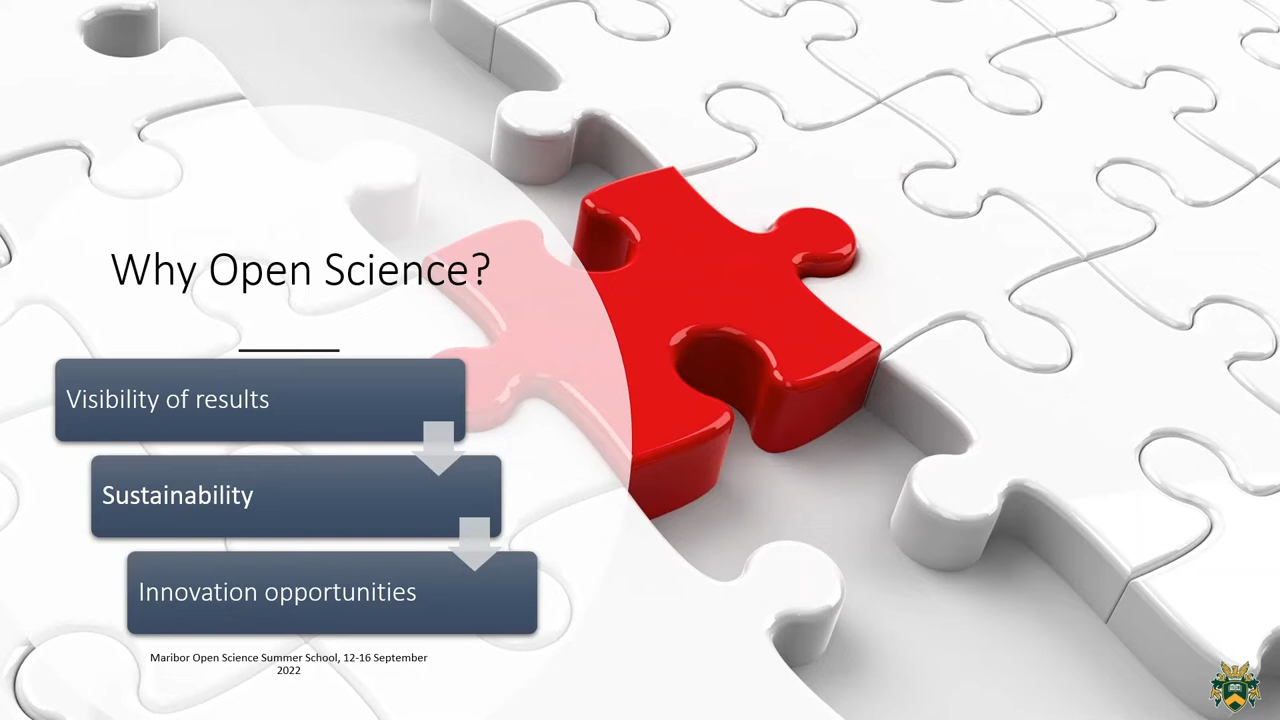 Why Open Science?
Visibility of results
Sustainability
Innovation opportunities
Maribor Open Science Summer School, 12-16 September
2022